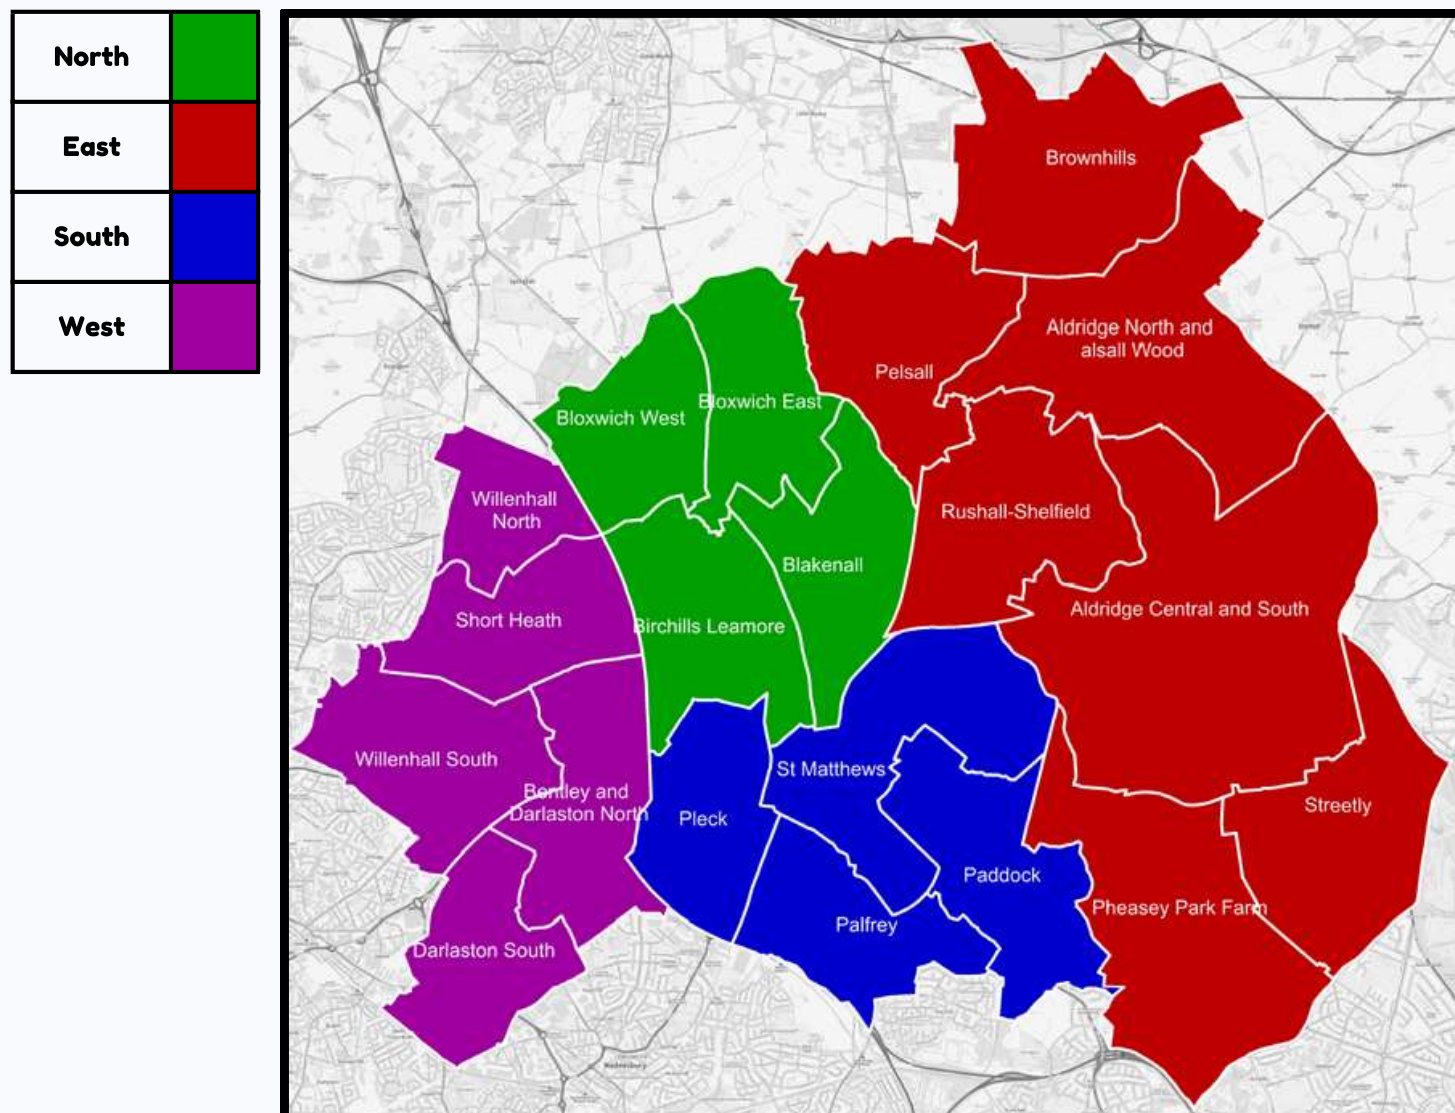 North
East
South
West
Brownhills
Aldridge North and
alsall Wood
Pelsall
Bloxwich East
Bloxwich West
Willenhall
North
Rushall-Shelfield
Blakenall
Aldridge Central and South
Short Heath
Birchills Leamore
Willenhall South
St Matthews
Bentley and
Darlaston North
Pleck
Streetly
Paddock
Pheasey Park Farm
Palfrey
Darlaston South